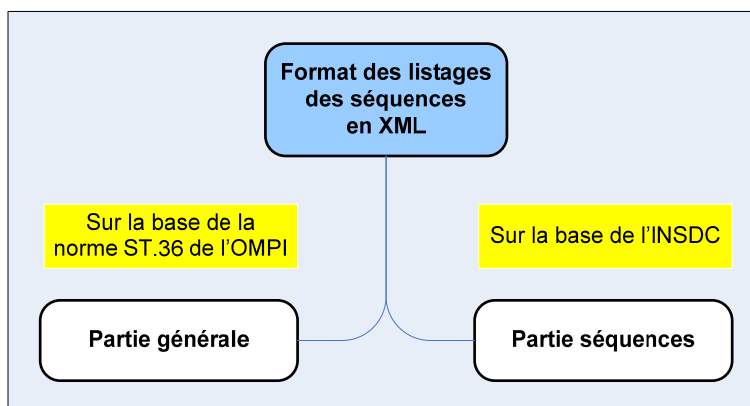 Format des listages
des séquences
en XML
Sur la base de la
norme ST.36 de l'OMPI
Sur la base de l'INSDC
Partie générale
Partie séquences